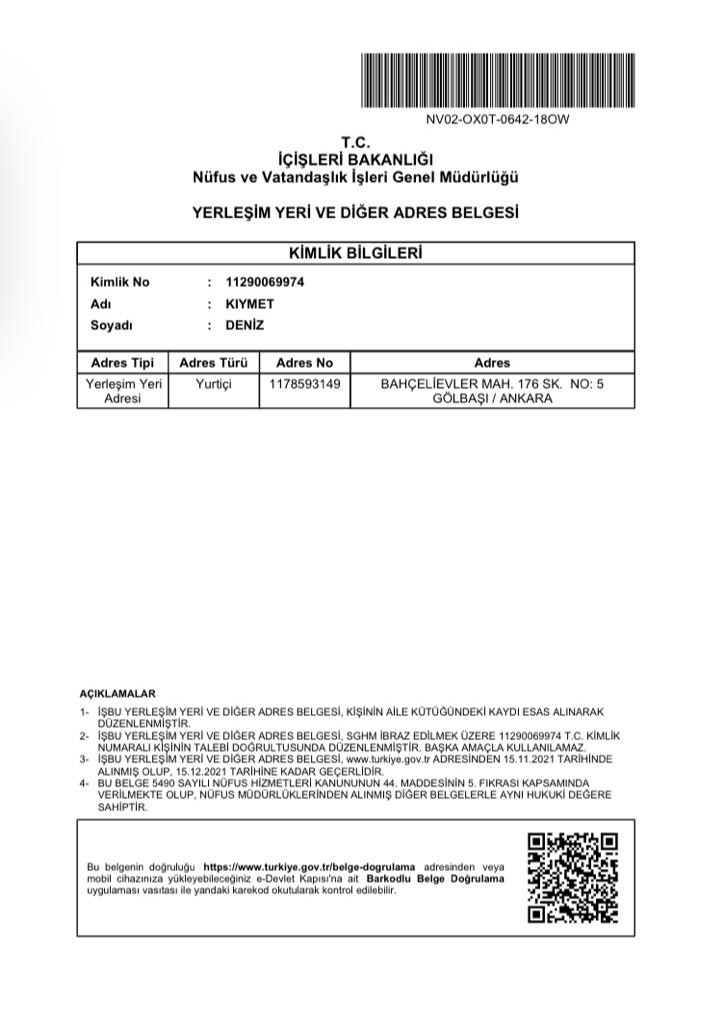 NV02-OX0T-0642-18OW
T.C.
İÇİŞLERİ BAKANLIĞI
Nüfus ve Vatandaşlık İşleri Genel Müdürlüğü
YERLEŞİM YERİ VE DİĞER ADRES BELGESİ
KİMLİK BİLGİLERİ
Kimlik No : 11290069974
Adı : KIYMET
Soyadı : DENİZ
Adres Tipi Adres Türü Adres No Adres
Yerleşim Yeri Yurtiçi 1178593149 BAHÇELİEVLER MAH. 176 SK. NO: 5
Adresi GÖLBAŞI / ANKARA
AÇIKLAMALAR
1- İŞBU YERLEŞİM YERİ VE DİĞER ADRES BELGESİ, KİŞİNİN AİLE KÜTÜĞÜNDEKİ KAYDI ESAS ALINARAK
DÜZENLENMİŞTİR.
2- İŞBU YERLEŞİM YERİ VE DİĞER ADRES BELGESİ, SGHM İBRAZ EDİLMEK ÜZERE 11290069974 T.C. KİMLİK
NUMARALI KİŞİNİN TALEBİ DOĞRULTUSUNDA DÜZENLENMİŞTİR. BAŞKA AMAÇLA KULLANILAMAZ.
3- İŞBU YERLEŞİM YERİ VE DİĞER ADRES BELGESİ, www.turkiye.gov.tr ADRESİNDEN 15.11.2021 TARİHİNDE
ALINMIŞ OLUP, 15.12.2021 TARİHİNE KADAR GEÇERLİDİR.
4- BU BELGE 5490 SAYILI NÜFUS HİZMETLERİ KANUNUNUN 44. MADDESİNİN 5. FIKRASI KAPSAMINDA
VERİLMEKTE OLUP, NÜFUS MÜDÜRLÜKLERİNDEN ALINMIŞ DİĞER BELGELERLE AYNI HUKUKİ DEĞERE
SAHİPTİR.
Bu belgenin doğruluğu https://www.turkiye.gov.tr/belge-dogrulama adresinden veya
mobil cihazınıza yükleyebileceğiniz e-Devlet Kapısı'na ait Barkodlu Belge Doğrulama
uygulaması vasıtası ile yandaki karekod okutularak kontrol edilebilir.